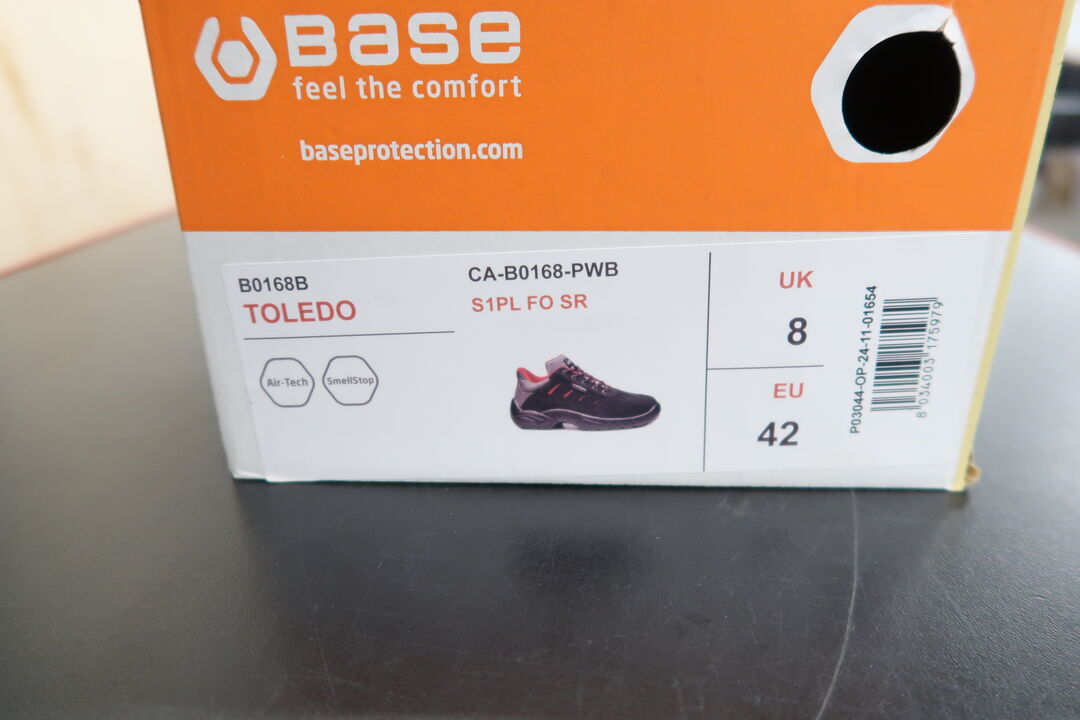 BASE
feel the comfort
baseprotection.com
B0168B
TOLEDO
CA-B0168-PWB
S1PL FO SR
Air-Tech
SmellStop
UK
8
EU
42
P03044-OP-24-11-01654
8 034003 175979